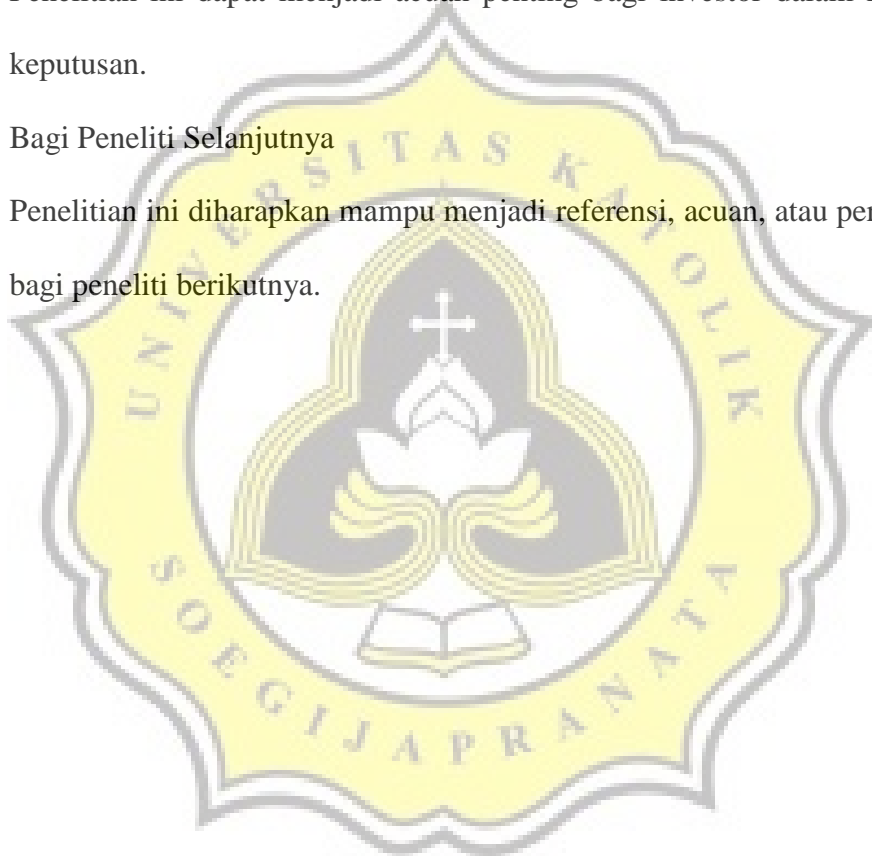 keputusan.
Bagi Peneliti Selanjutnya
Penelitian ini diharapkan mampu menjadi referensi, acuan, atau
bagi peneliti berikutnya.
UNIVERSITAS KATOLIK
SOEGIJAPRANATA